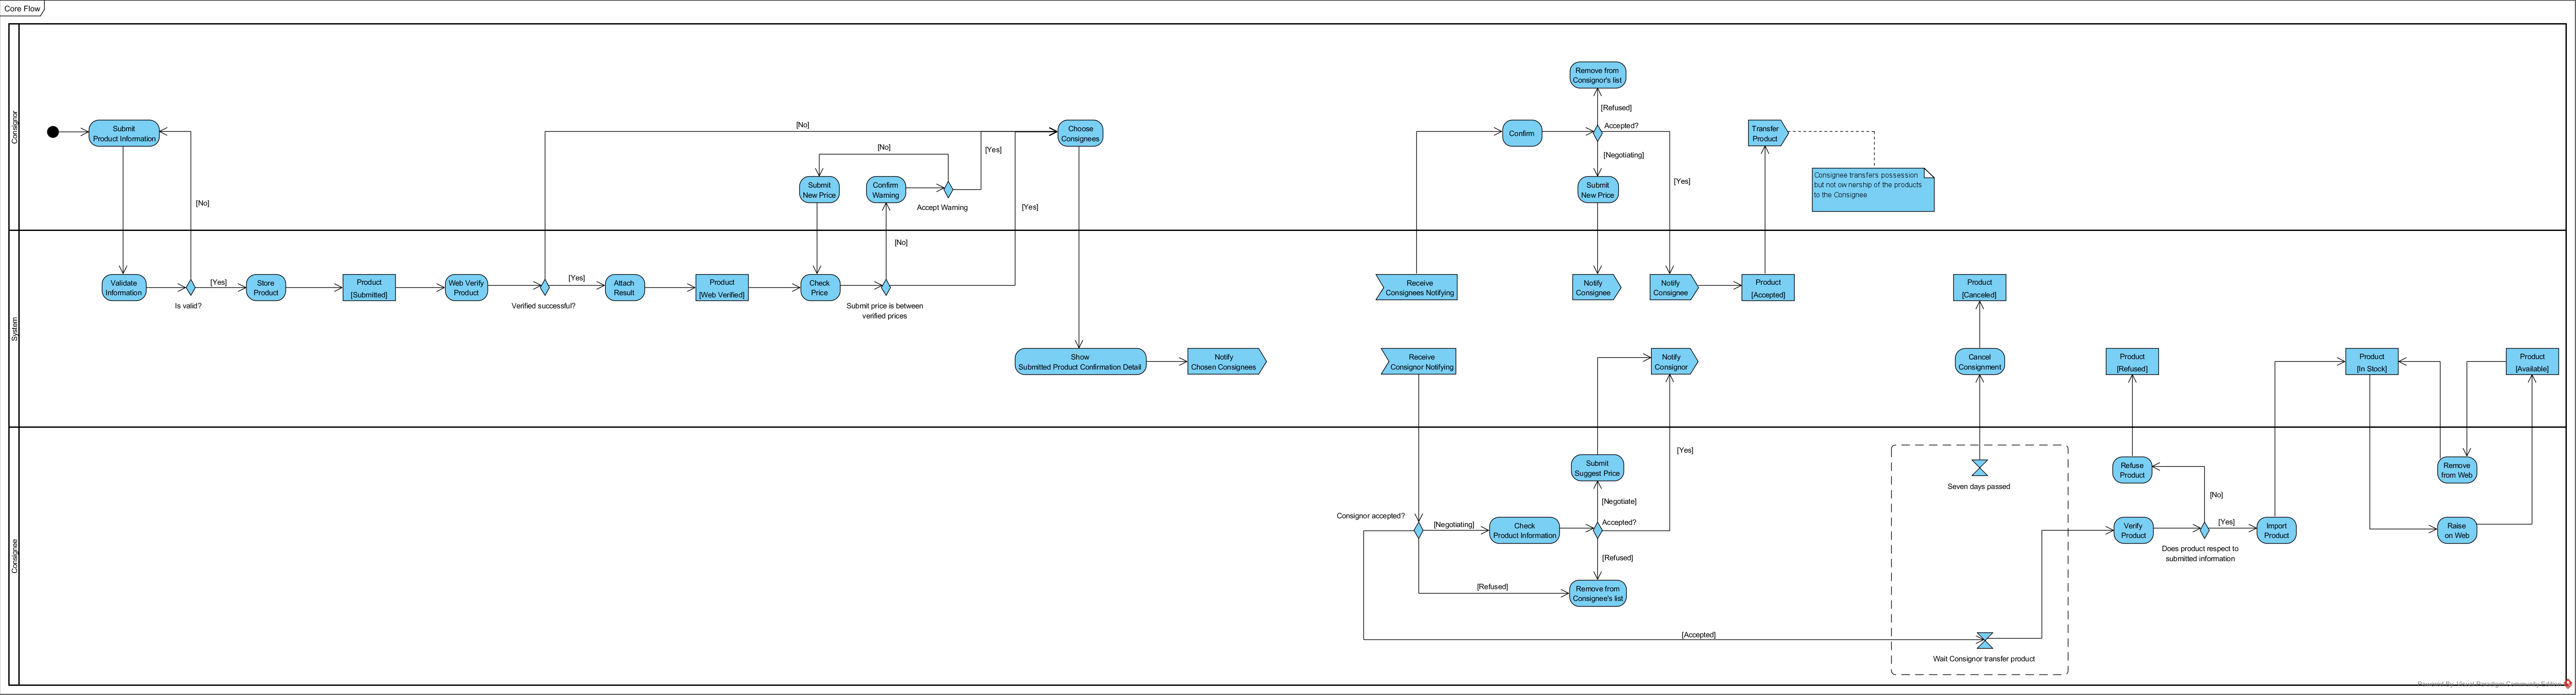 Core Flow
Consignor
Submit
Product Information
[No]
[No]
Submit
New Price
[No]
Confirm
Warning
Accept Warning
[Yes]
[No]
[Yes]
Choose
Consignees
Remove from
Consignor's list
[Refused]
Confirm
Accepted?
[Negotiating]
Submit
New Price
[Yes]
Transfer
Product
Consignee transfers possession
but not ow nership of the products
to the Consignee
System
Validate
Information
Is valid?
[Yes]
Store
Product
Product
[Submitted]
Web Verify
Product
Verified successful?
[Yes]
Attach
Result
Product
[Web Verified]
Check
Price
Submit price is between
verified prices
Show
Submitted Product Confirmation Detail
Notify
Chosen Consignees
Receive
Consignees Notifying
Notify
Consignee
Notify
Consignee
Product
[Accepted]
Product
[Canceled]
Receive
Consignor Notifying
Notify
Consignor
Cancel
Consignment
Product
[Refused]
Product
[In Stock]
Product
[Available]
Consignee
[Yes]
Submit
Suggest Price
[Negotiate]
Consignor accepted?
[Negotiating]
Check
Product Information
Accepted?
[Refused]
[Refused]
Remove from
Consignee's list
[Accepted]
Seven days passed
Wait Consignor transfer product
Refuse
Product
[No]
Verify
Product
[Yes]
Does product respect to
submitted information
Import
Product
Remove
from Web
Raise
on Web
Powered By Visual Paradigm Community Edition